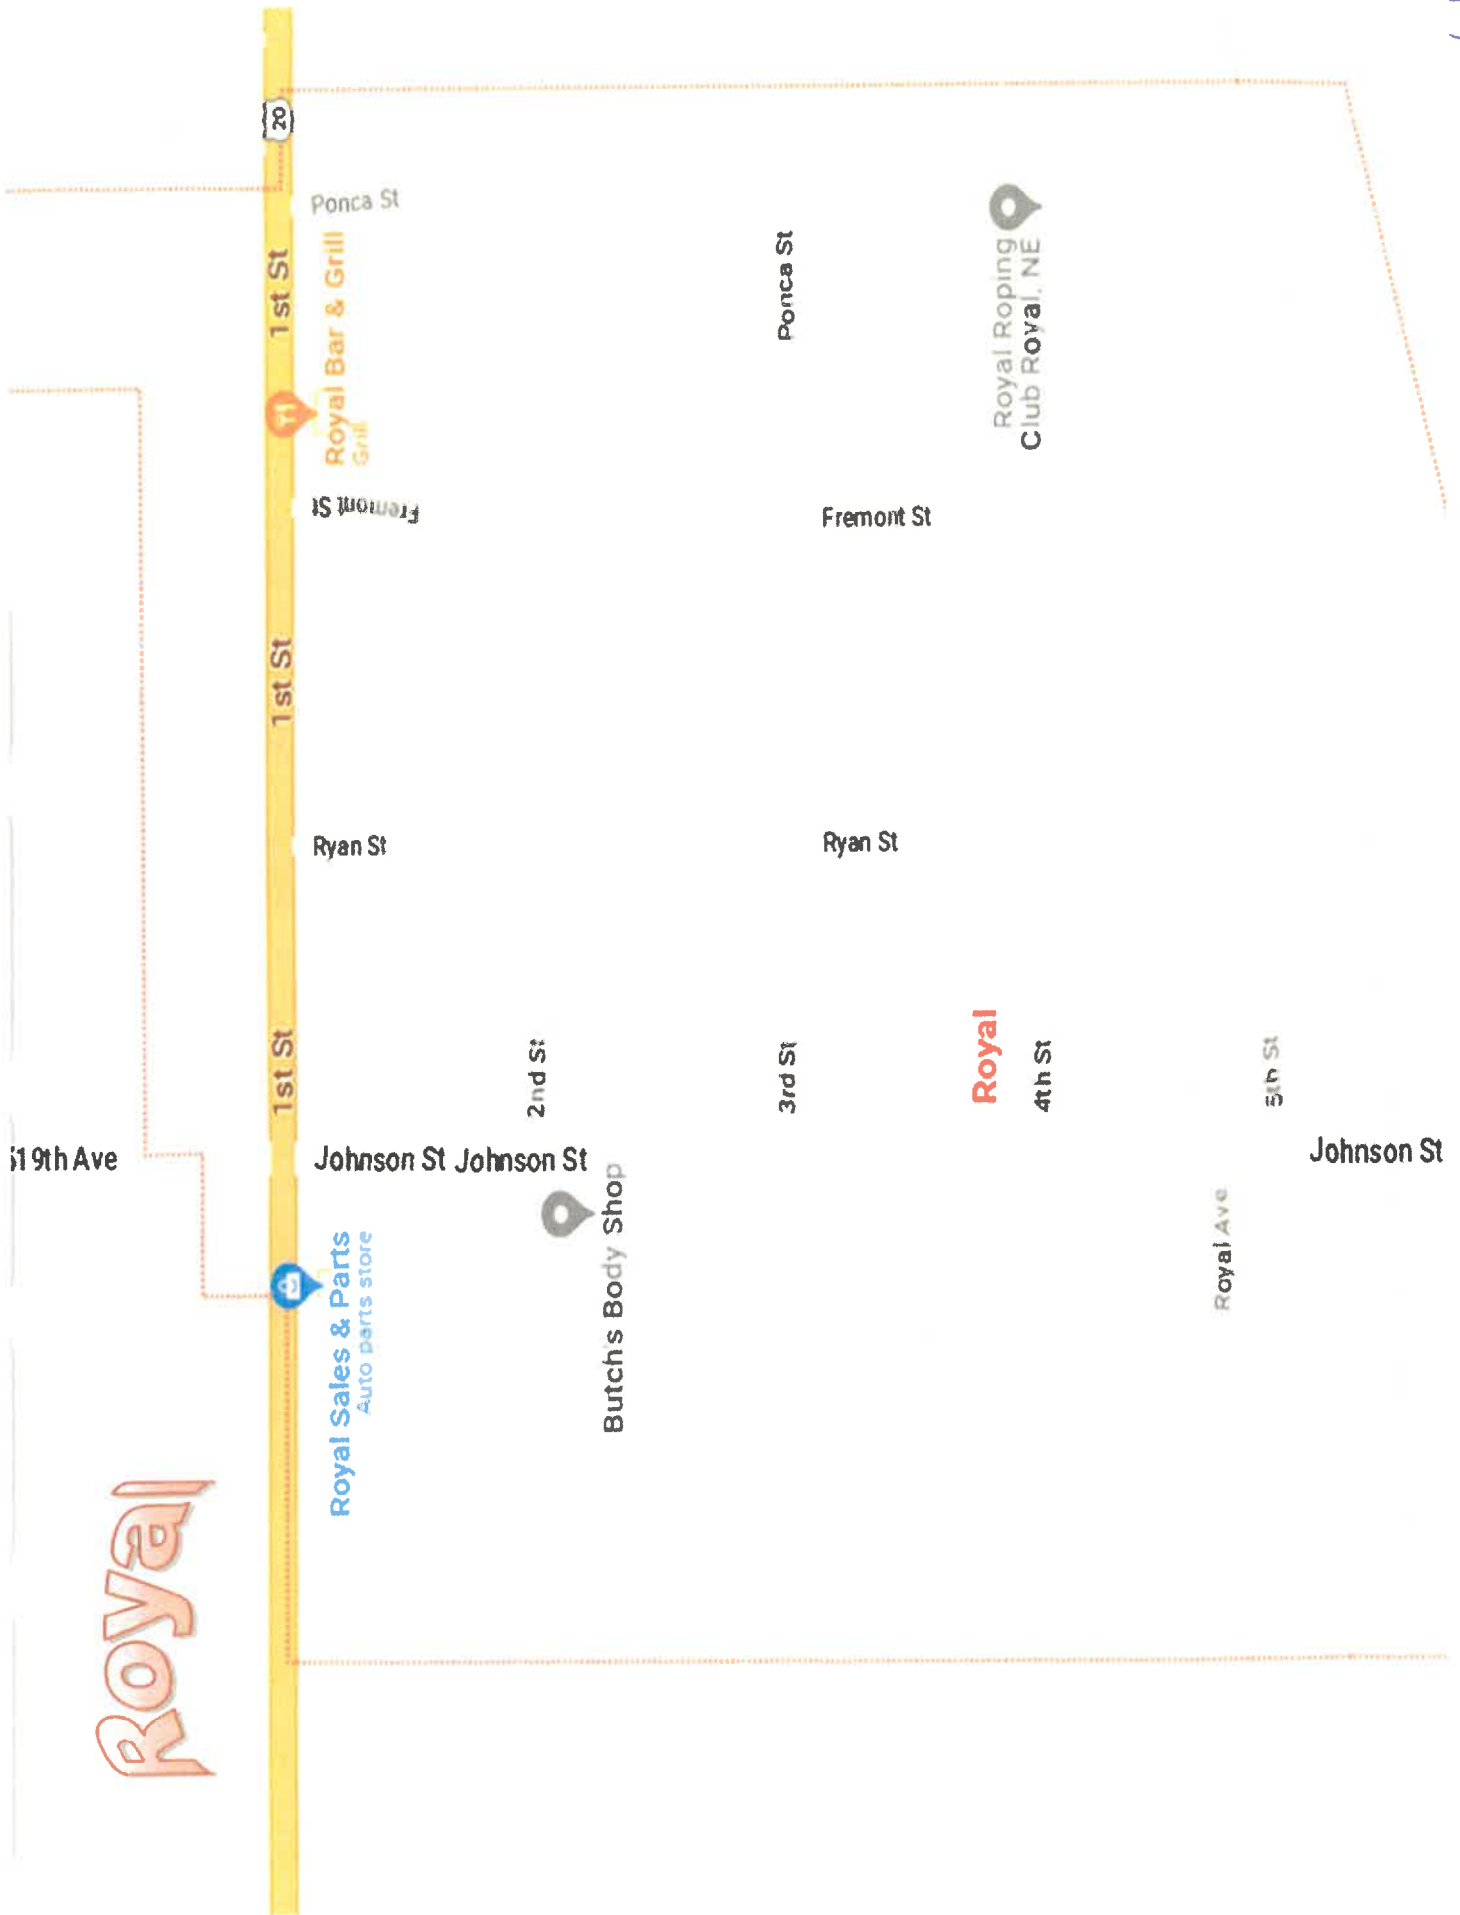 Royal
519th Ave
1st St
1st St
1st St
20
Royal Sales & Parts
Auto parts store
Johnson St
Johnson St
Ryan St
Fremont St
Royal Bar & Grill
Grill
Ponca St
2nd St
Butch's Body Shop
3rd St
Ponca St
Ryan St
Fremont St
Royal
4th St
Royal Roping
Club Royal, NE
Royal Ave
5th St
Johnson St